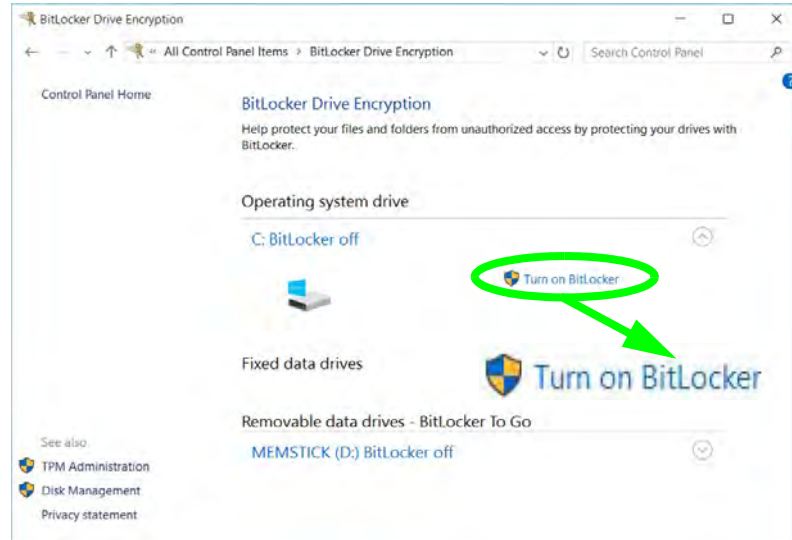 BitLocker Drive Encryption
« All Control Panel Items > BitLocker Drive Encryption
Search Control Panel
?
Control Panel Home
BitLocker Drive Encryption
Help protect your files and folders from unauthorized access by protecting your drives with
BitLocker.
Operating system drive
C: BitLocker off
Turn on BitLocker
Fixed data drives
Turn on BitLocker
Removable data drives - BitLocker To Go
MEMSTICK (D:) BitLocker off
See also
TPM Administration
Disk Management
Privacy statement